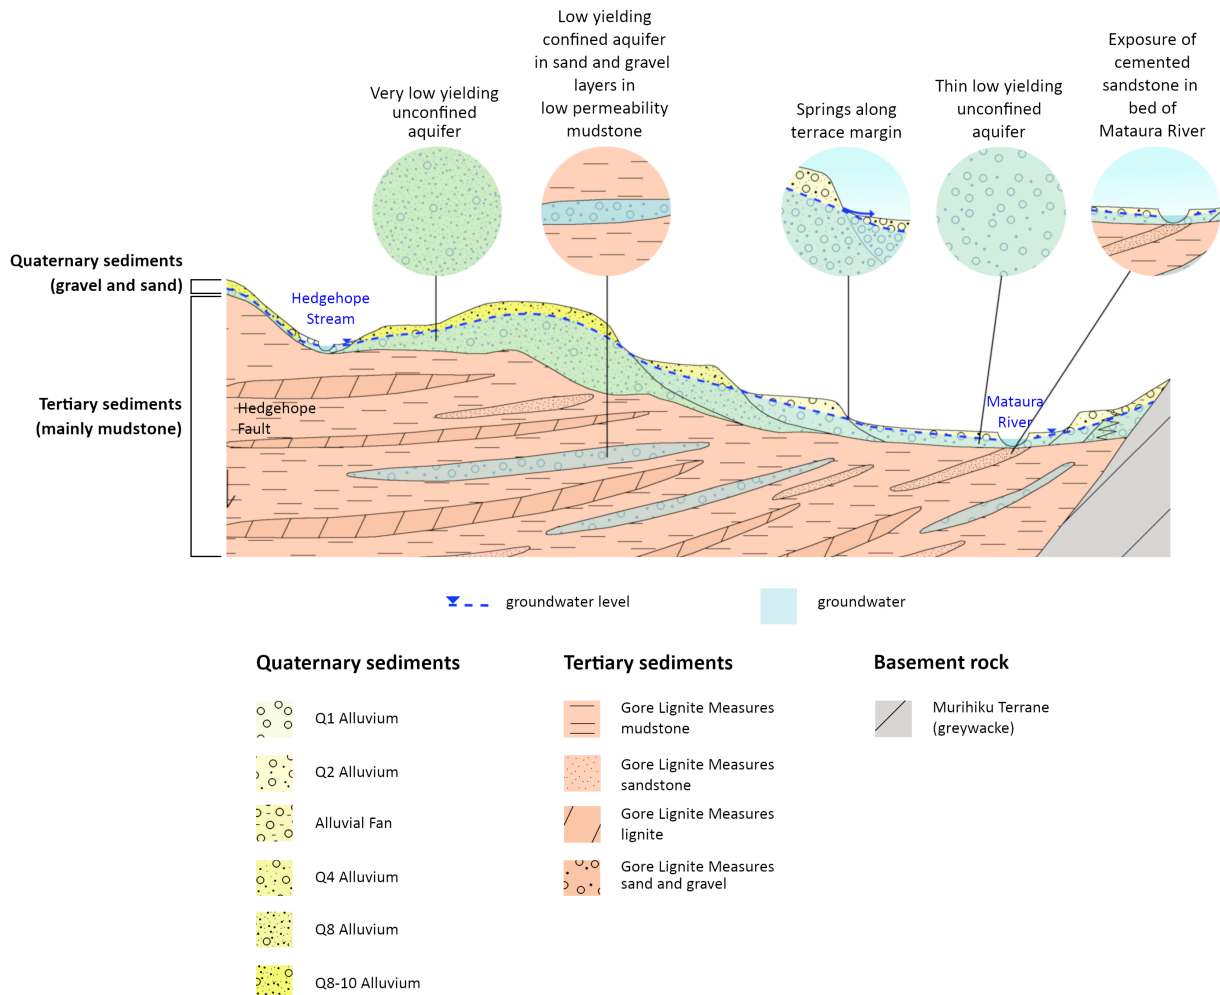 Low yielding
confined aquifer
in sand and gravel
layers in
low permeability
mudstone
Very low yielding
unconfined
aquifer
Springs along
terrace margin
Thin low yielding
unconfined
aquifer
Exposure of
cemented
sandstone in
bed of
Mataura River
Quaternary sediments
(gravel and sand)
Hedgehope
Stream
Tertiary sediments
(mainly mudstone)
Hedgehope
Fault
Mataura
River
groundwater level
groundwater
Quaternary sediments
Q1 Alluvium
Q2 Alluvium
Alluvial Fan
Q4 Alluvium
Q8 Alluvium
Q8-10 Alluvium
Tertiary sediments
Gore Lignite Measures
mudstone
Gore Lignite Measures
sandstone
Gore Lignite Measures
lignite
Gore Lignite Measures
sand and gravel
Basement rock
Murihiku Terrane
(greywacke)